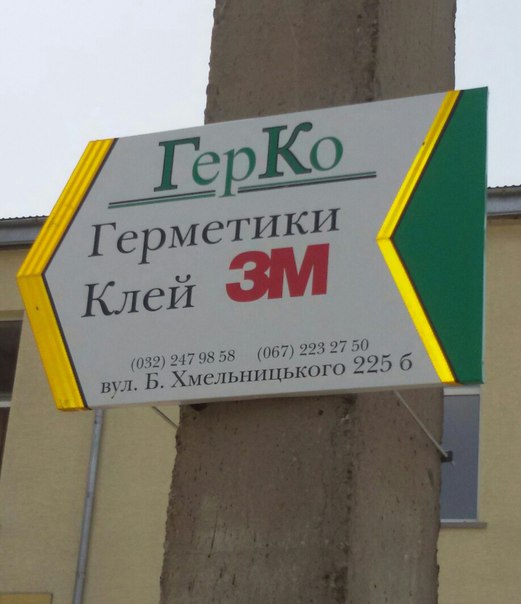 ГерКо
Герметики
Клей 3M
(032) 247 98 58 (067) 223 27 50
вул. Б. Хмельницького 225 б